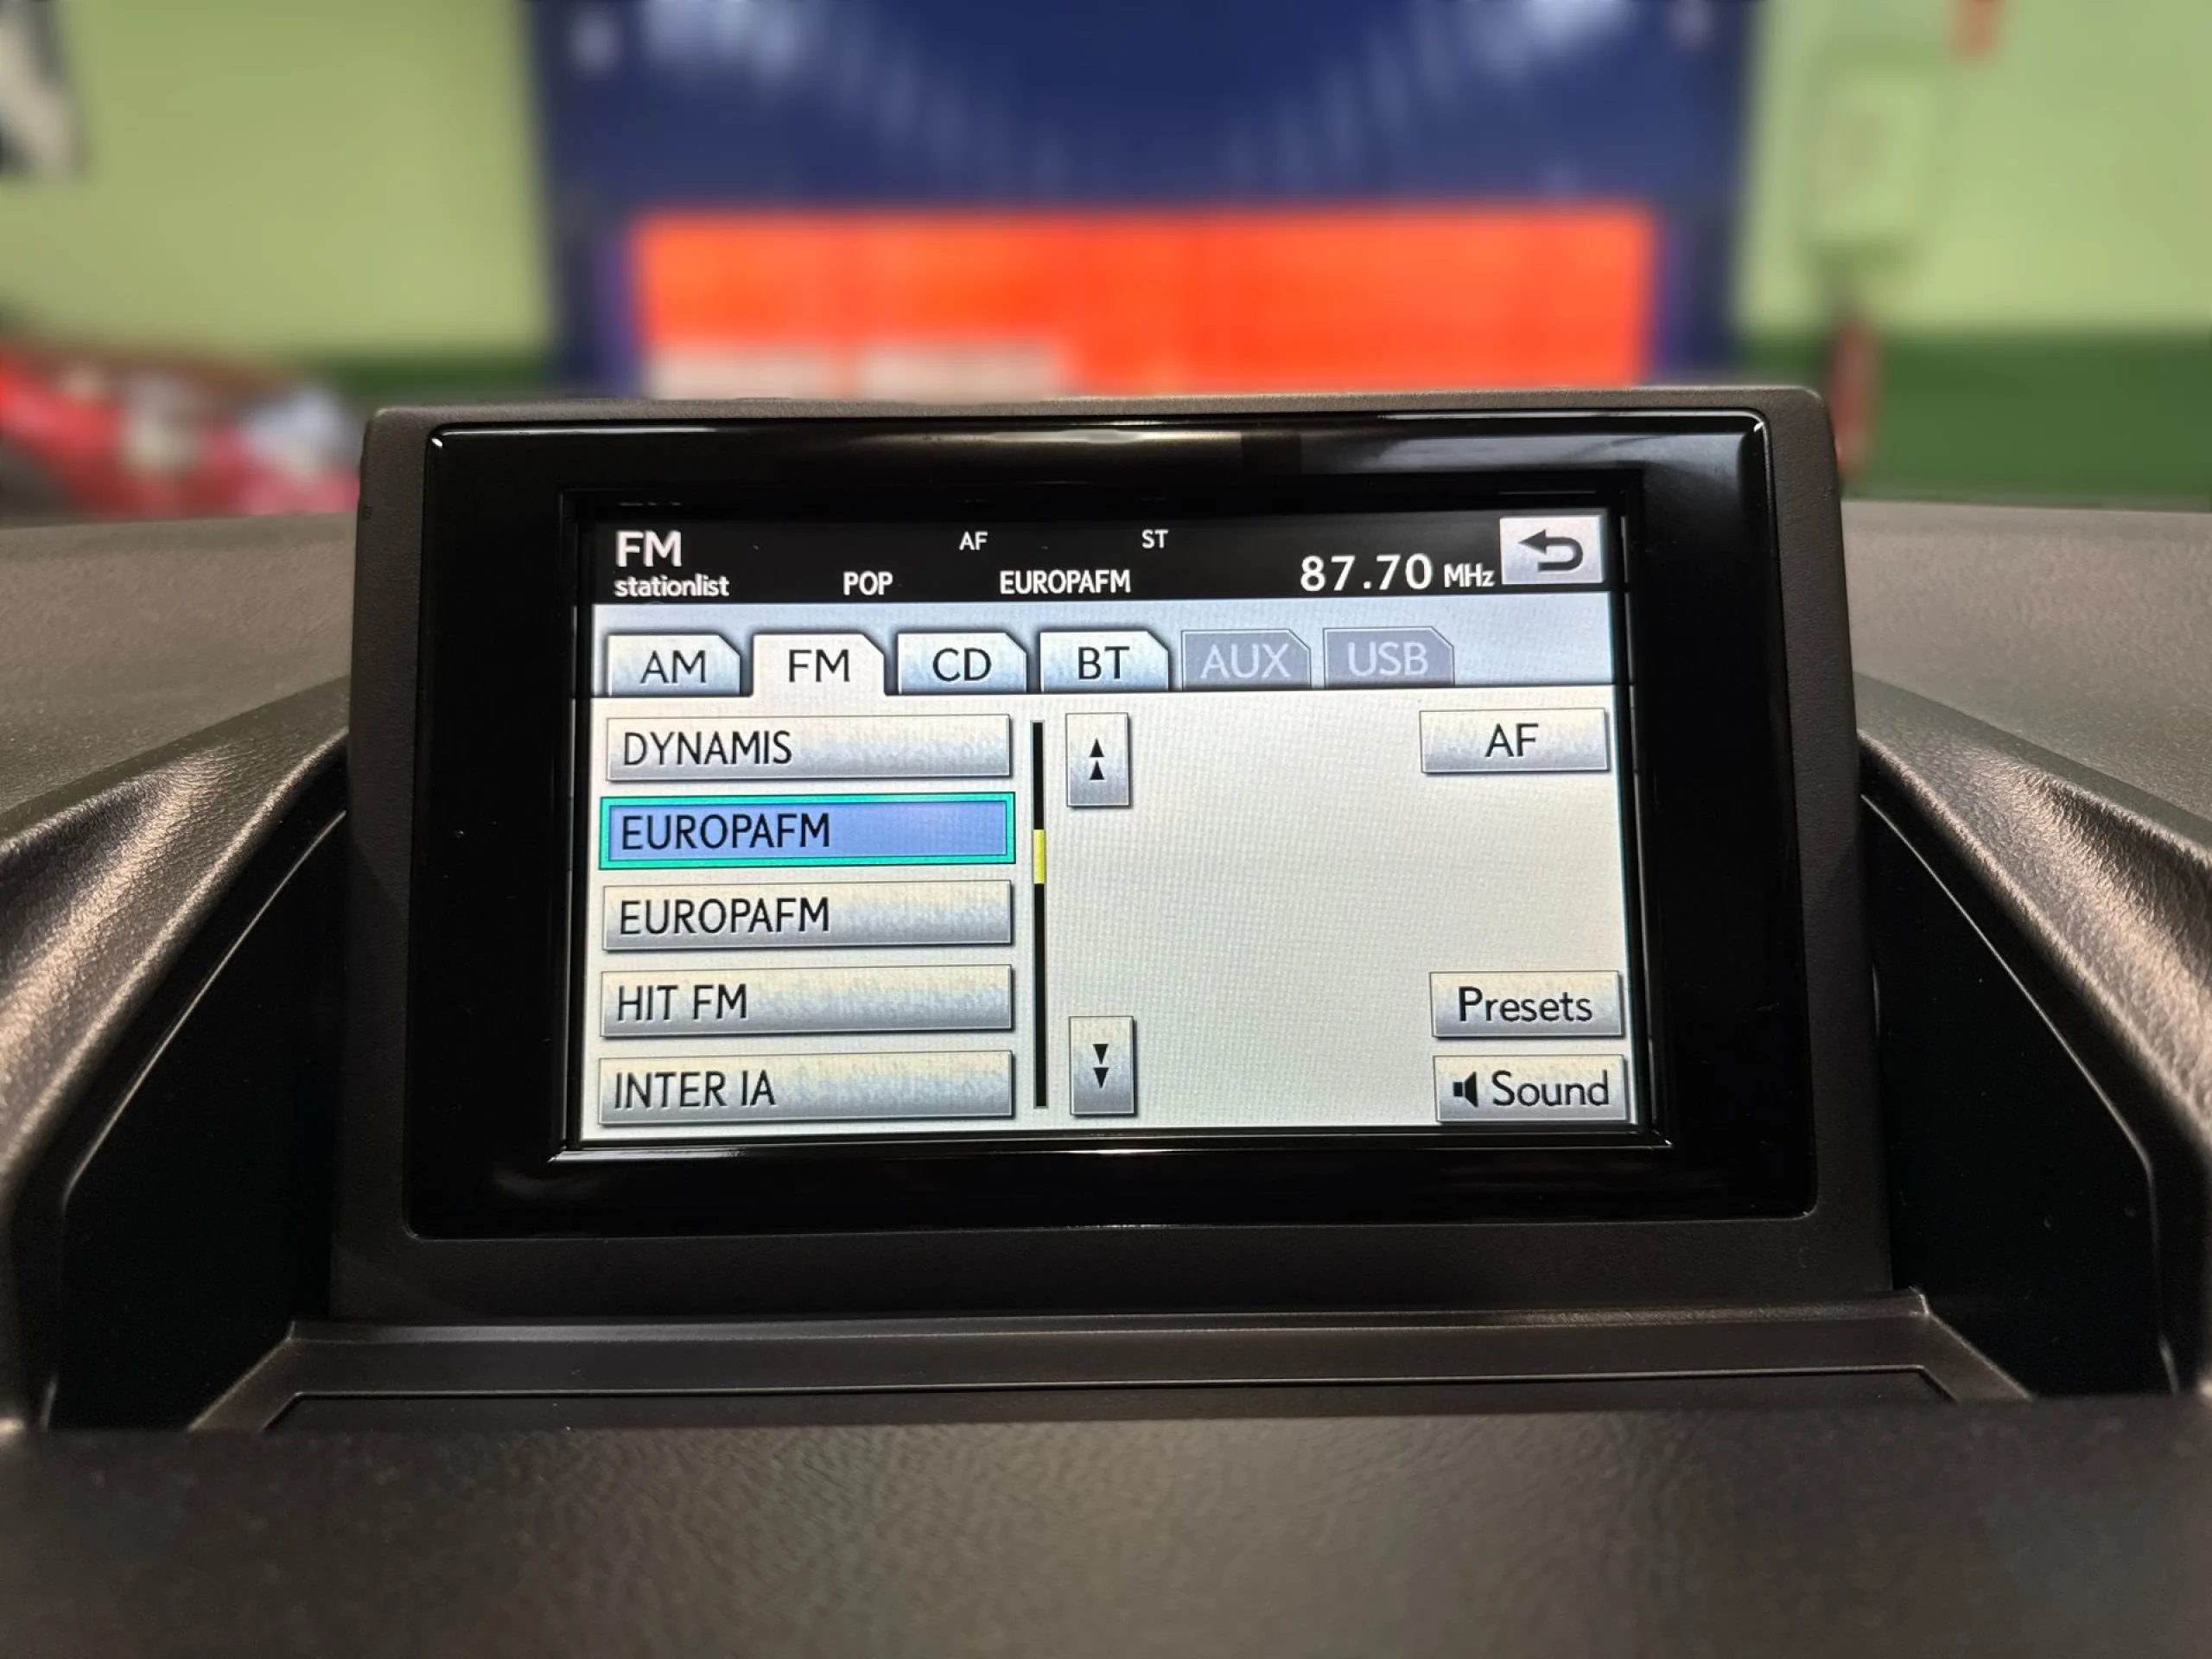 FM AF ST
stationlist POP EUROPAFM 87.70 MHz
AM FM CD BT AUX USB
DYNAMIS AF
EUROPAFM
EUROPAFM
HIT FM Presets
INTER IA Sound